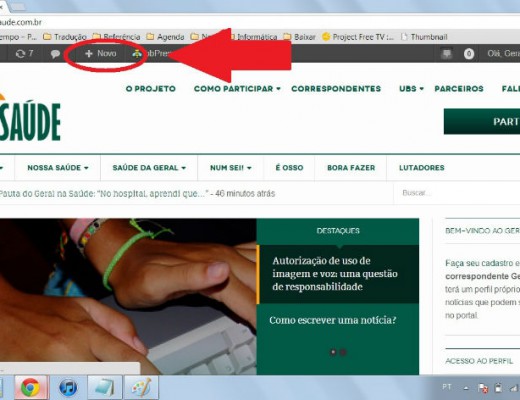 aude.com.br
empo – P...
Tradução
Referência
Agenda
Informática
Baixar
Project Free TV :...
Thumbnail
7
+ Novo
0
Olá, Gera
O PROJETO
COMO PARTICIPAR
CORRESPONDENTES
UBS
PARCEIROS
FAL
SAÚDE
PART
NOSSA SAÚDE
SAÚDE DA GERAL
NUM SEI!
É OSSO
BORA FAZER
LUTADORES
Pauta do Geral na Saúde: "No hospital, aprendi que..." - 46 minutos atrás
Buscar...
DESTAQUES
Autorização de uso de
imagem e voz: uma questão
de responsabilidade
Como escrever uma notícia?
BEM-VINDO AO GER
Faça seu cadastro e
correspondente Ge
terá um perfil próprio
notícias que podem
no portal.
ACESSO AO PERFIL
PT